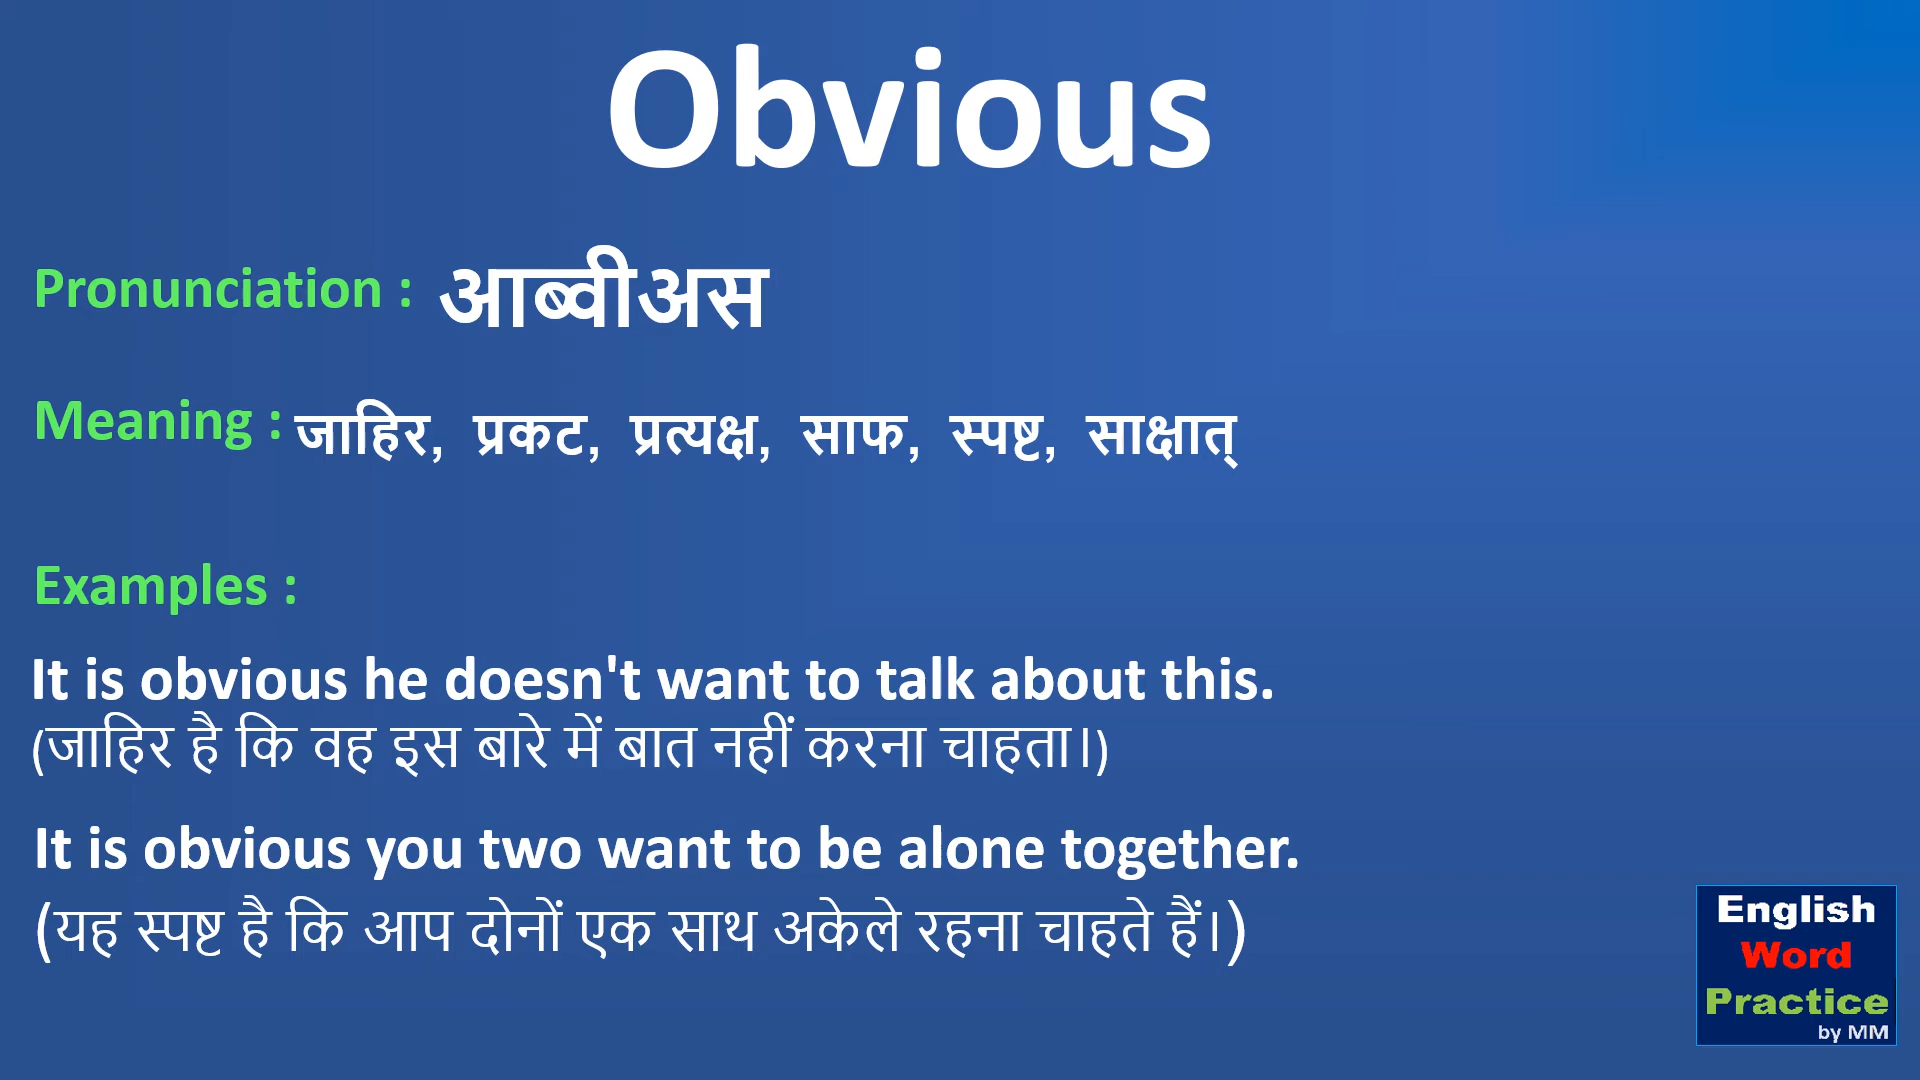 Obvious
Pronunciation : आब्वीअस
Meaning : जाहिर, प्रकट, प्रत्यक्ष, साफ, स्पष्ट, साक्षात्
Examples :
It is obvious he doesn't want to talk about this.
(जाहिर है कि वह इस बारे में बात नहीं करना चाहता।)
It is obvious you two want to be alone together.
(यह स्पष्ट है कि आप दोनों एक साथ अकेले रहना चाहते हैं।)
English
Word
Practice
by MM